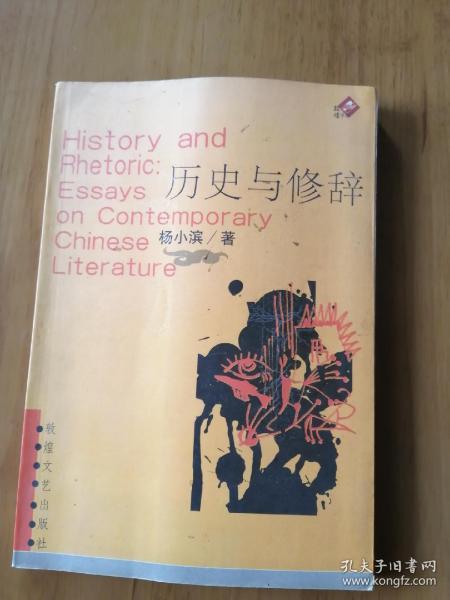 History and
Rhetoric:
Essays
on Contemporary
Chinese
Literature
历史与修辞
杨小滨/著
敦煌文艺出版社
孔夫子旧书网
www.kongfz.com